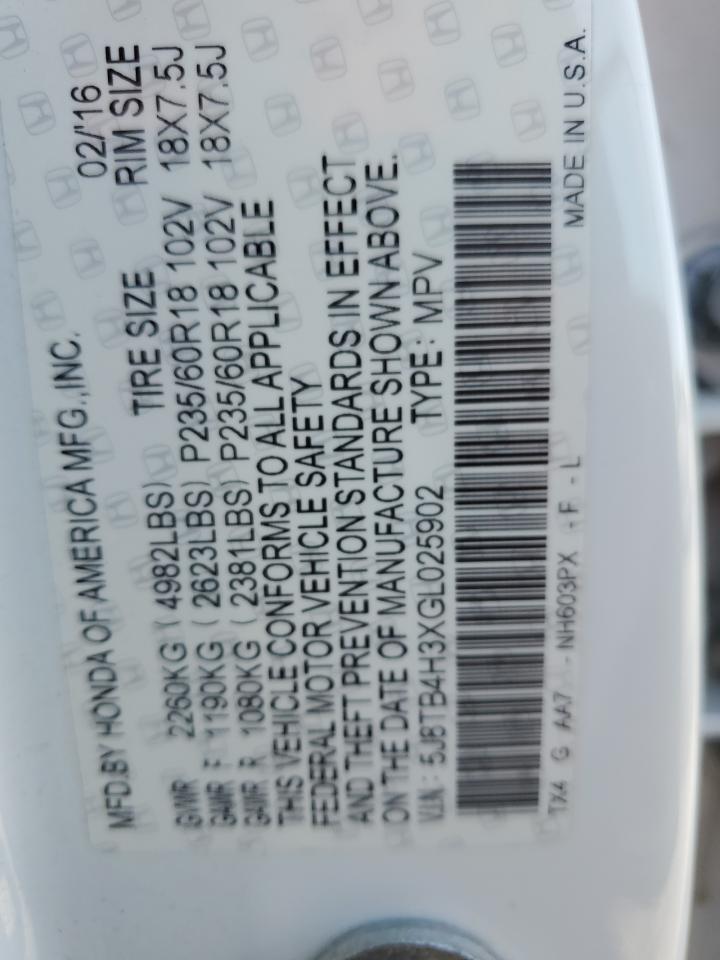 MFD.BY HONDA OF AMERICA MFG.,INC. 02/'16
TIRE SIZE RIM SIZE
GVWR 2260KG (4982LBS)
GAWR F 1190KG (2623LBS) P235/60R18 102V 18X7.5J
GAWR R 1080KG (2381LBS) P235/60R18 102V 18X7.5J
THIS VEHICLE CONFORMS TO ALL APPLICABLE
FEDERAL MOTOR VEHICLE SAFETY
AND THEFT PREVENTION STANDARDS IN EFFECT
ON THE DATE OF MANUFACTURE SHOWN ABOVE.
V.I.N.: 5J8TB4H3XGL025902 TYPE: MPV
TX4 G AA7 -NH603PX -F -L MADE IN U.S.A.